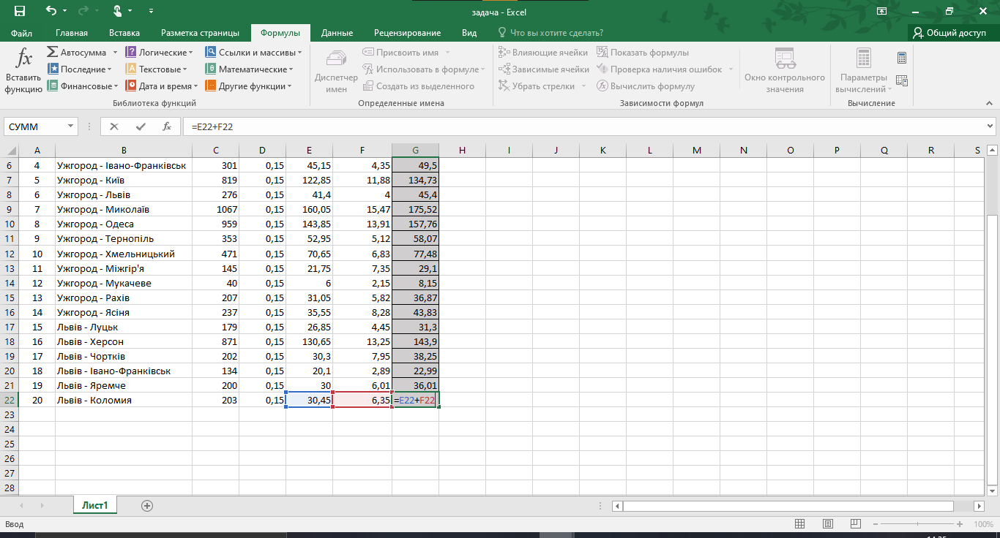 задача - Excel
Файл Главная Вставка Разметка страницы Формулы Данные Рецензирование Вид Что вы хотите сделать? Общий доступ
fx Вставить функцию
Автосумма Логические Ссылки и массивы
Последние Текстовые Математические
Финансовые Дата и время Другие функции
Библиотека функций
Диспетчер имен
Присвоить имя
Использовать в формуле
Создать из выделенного
Определенные имена
Влияющие ячейки Показать формулы
Зависимые ячейки Проверка наличия ошибок
Убрать стрелки Вычислить формулу
Окно контрольного значения
Зависимости формул
Параметры вычислений
Вычисление
СУММ fx =E22+F22
A B C D E F G H I J K L M N O P Q R S
6 4 Ужгород - Івано-Франківськ 301 0,15 45,15 4,35 49,5
7 5 Ужгород - Київ 819 0,15 122,85 11,88 134,73
8 6 Ужгород - Львів 276 0,15 41,4 4 45,4
9 7 Ужгород - Миколаїв 1067 0,15 160,05 15,47 175,52
10 8 Ужгород - Одеса 959 0,15 143,85 13,91 157,76
11 9 Ужгород - Тернопіль 353 0,15 52,95 5,12 58,07
12 10 Ужгород - Хмельницький 471 0,15 70,65 6,83 77,48
13 11 Ужгород - Міжгір'я 145 0,15 21,75 7,35 29,1
14 12 Ужгород - Мукачеве 40 0,15 6 2,15 8,15
15 13 Ужгород - Рахів 207 0,15 31,05 5,82 36,87
16 14 Ужгород - Ясіня 237 0,15 35,55 8,28 43,83
17 15 Львів - Луцьк 179 0,15 26,85 4,45 31,3
18 16 Львів - Херсон 871 0,15 130,65 13,25 143,9
19 17 Львів - Чортків 202 0,15 30,3 7,95 38,25
20 18 Львів - Івано-Франківськ 134 0,15 20,1 2,89 22,99
21 19 Львів - Яремче 200 0,15 30 6,01 36,01
22 20 Львів - Коломия 203 0,15 30,45 6,35 =E22+F22
23
24
25
26
27
28
Лист1
Ввод 100%